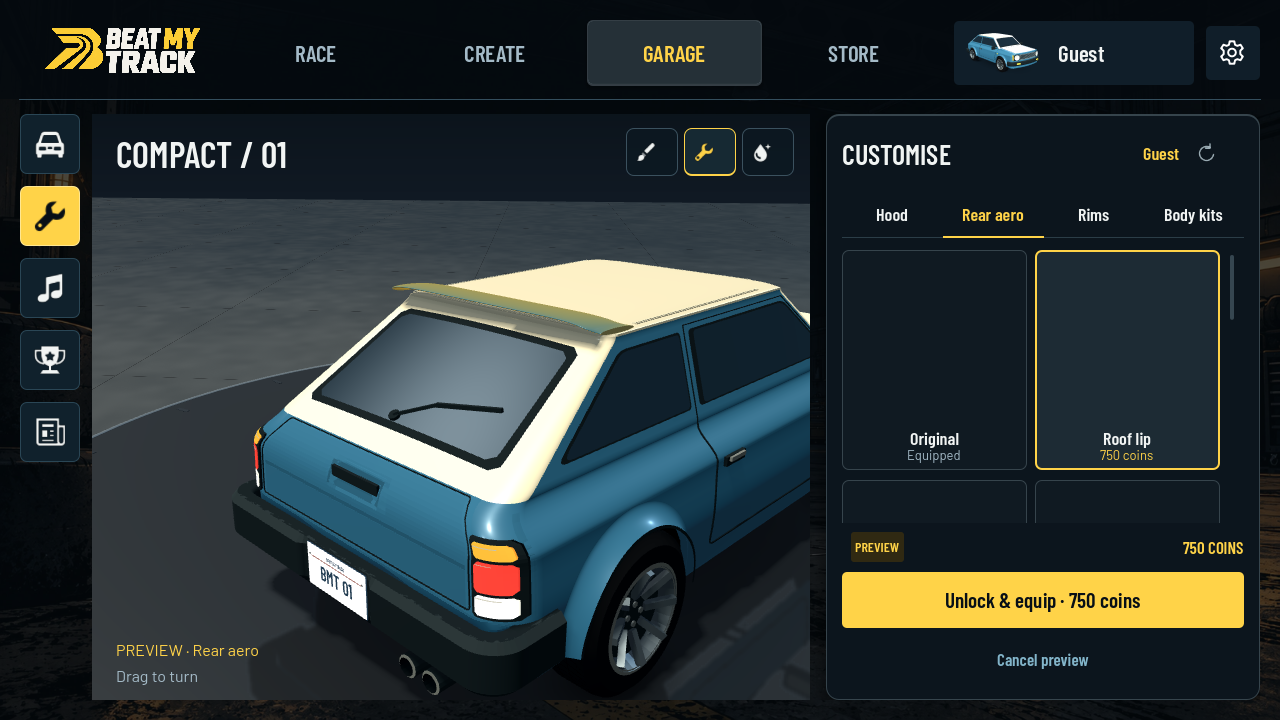 BEAT MY
TRACK
RACE
CREATE
GARAGE
STORE
Guest
COMPACT / 01
CUSTOMISE
Guest
Hood
Rear aero
Rims
Body kits
Original
Equipped
Roof lip
750 coins
BMT 01
PREVIEW
750 COINS
Unlock & equip · 750 coins
Cancel preview
PREVIEW · Rear aero
Drag to turn